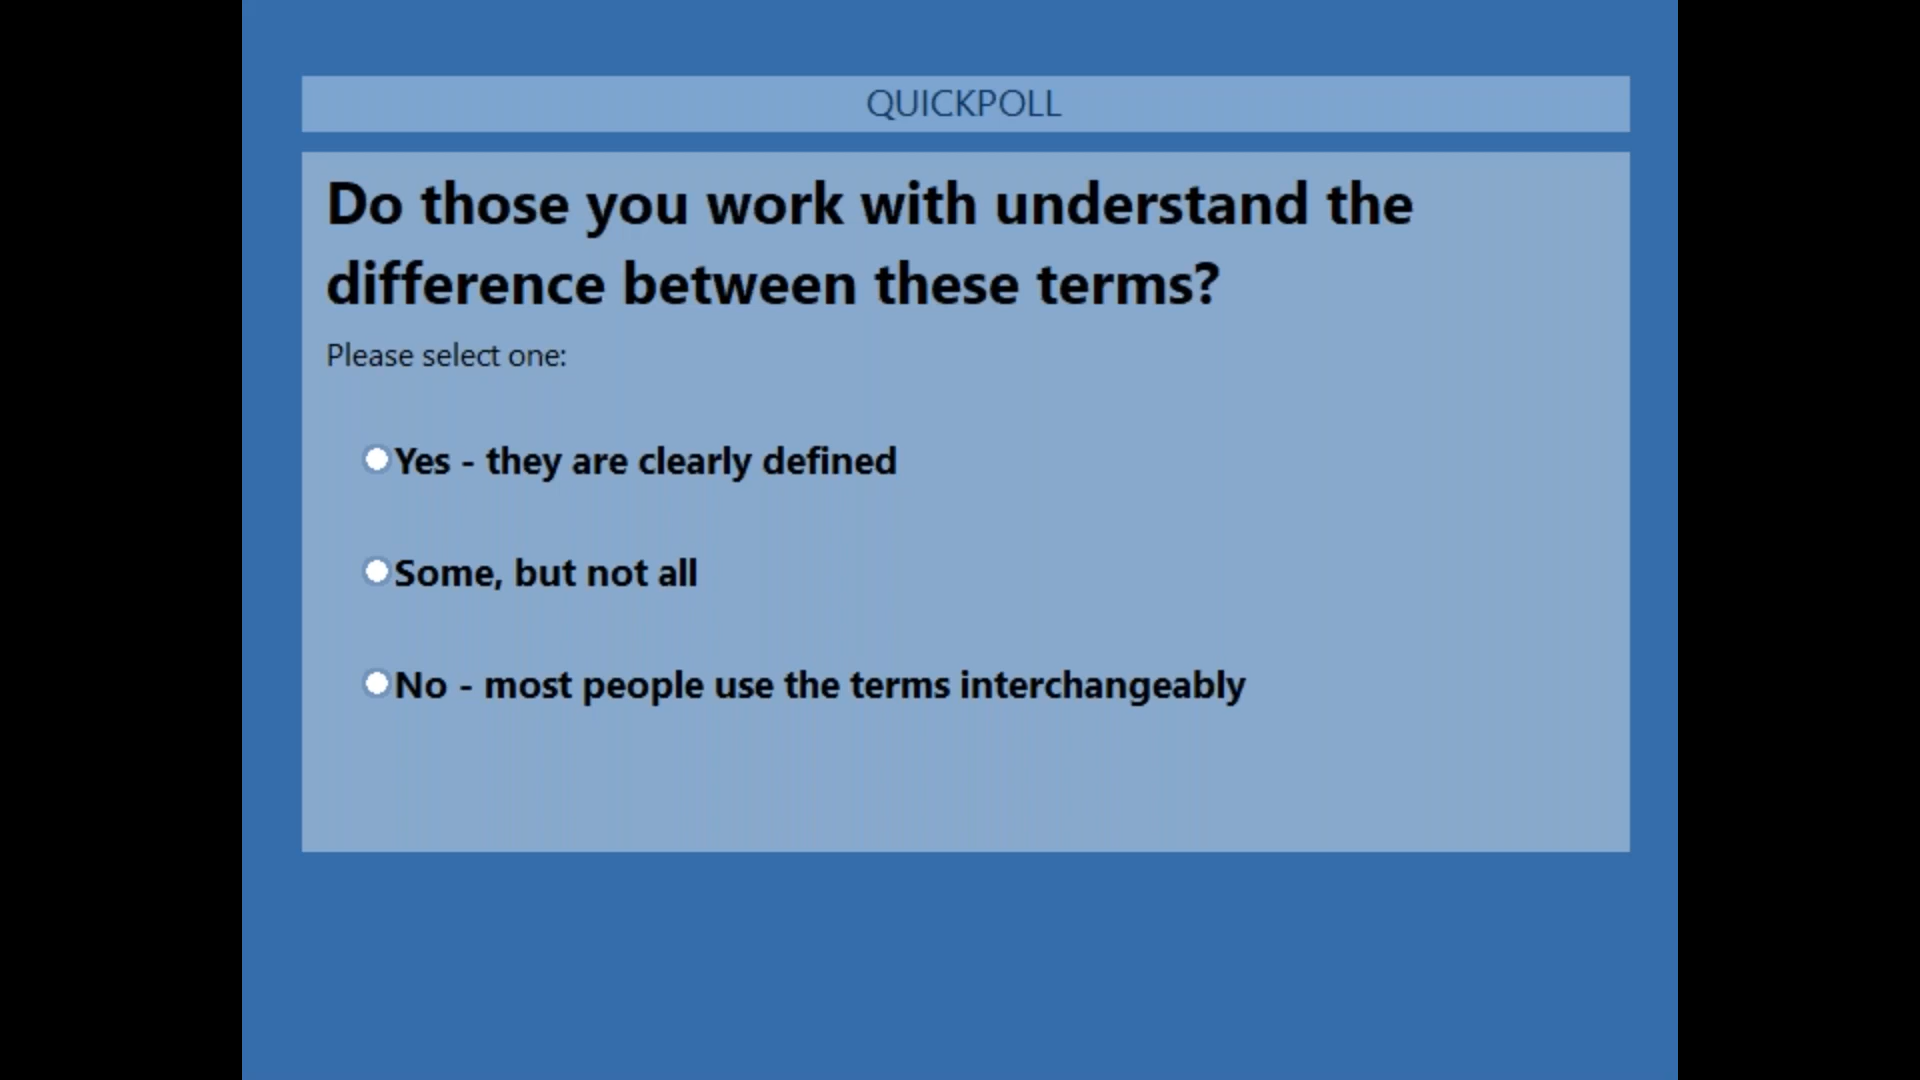 QUICKPOLL
Do those you work with understand the
difference between these terms?
Please select one:
Yes - they are clearly defined
Some, but not all
No - most people use the terms interchangeably